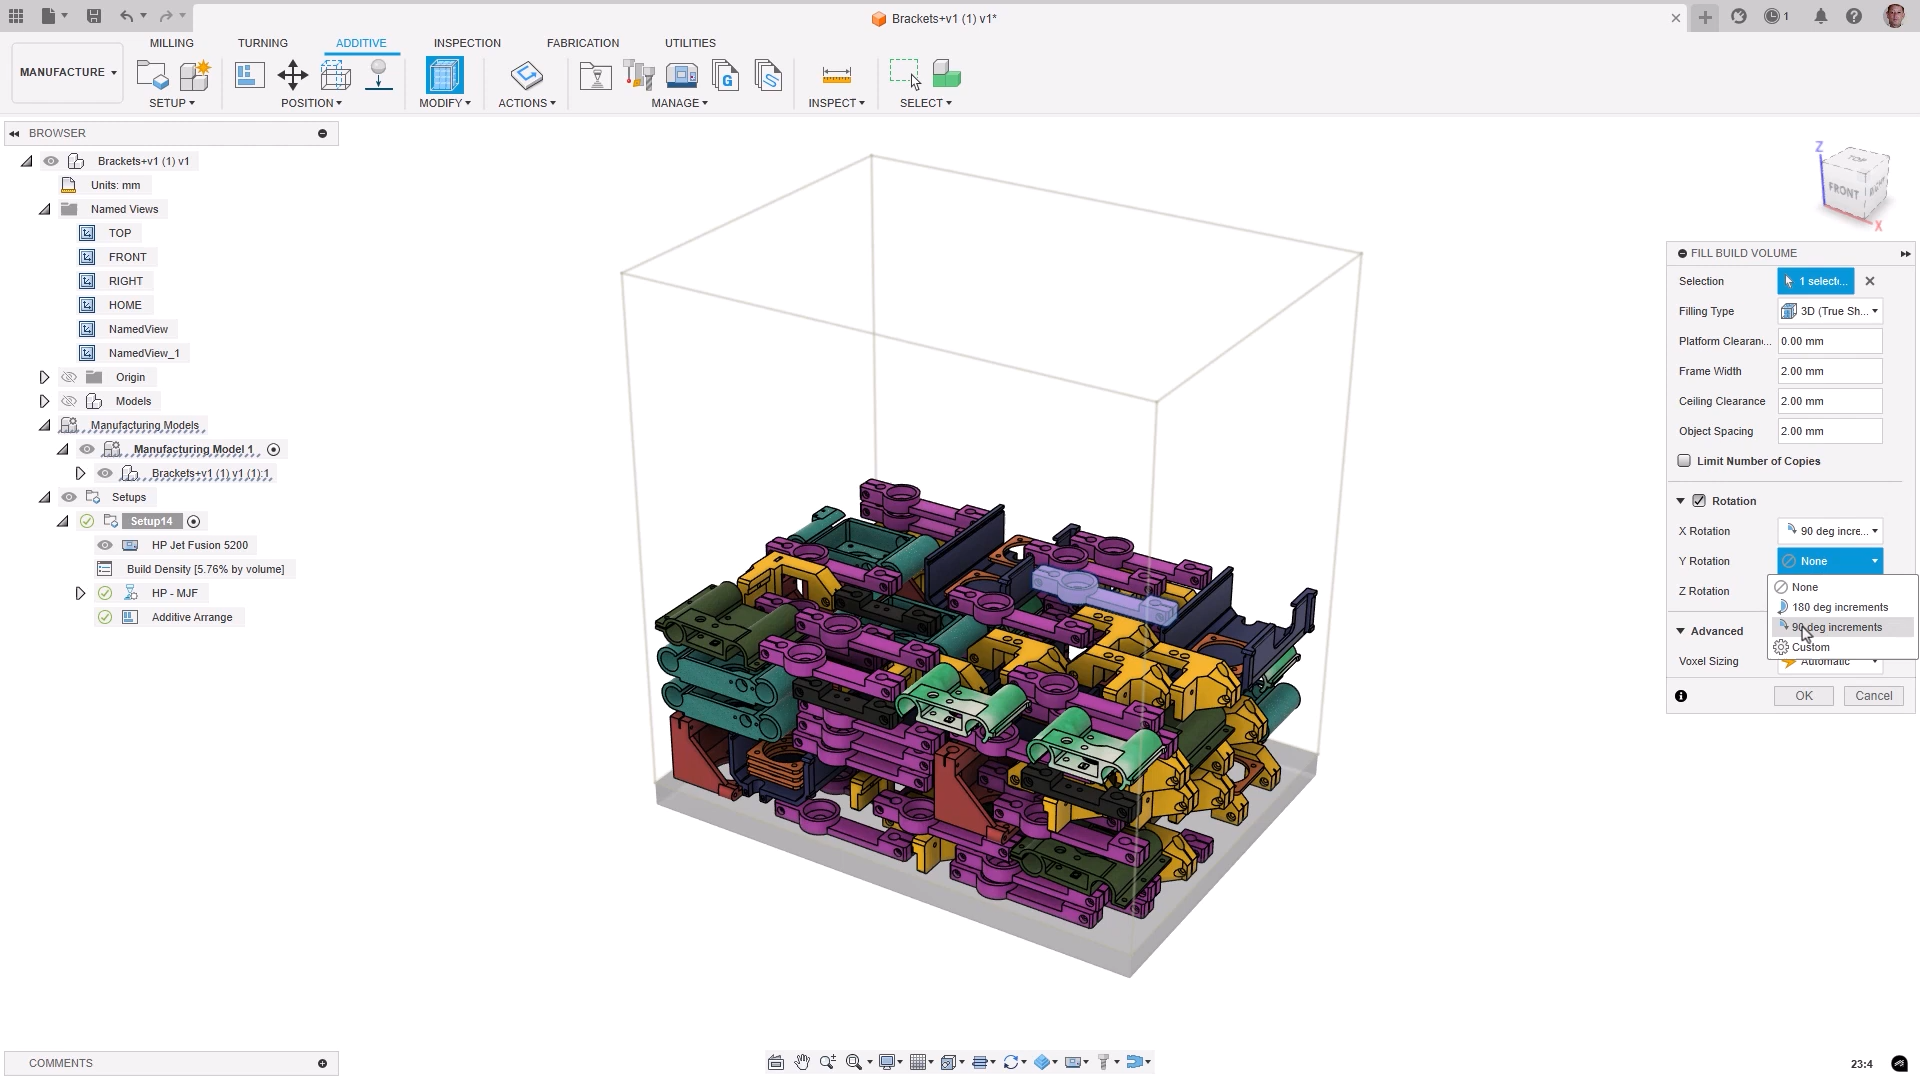 Brackets+v1 (1) v1*
1
MILLING
TURNING
ADDITIVE
INSPECTION
FABRICATION
UTILITIES
MANUFACTURE
SETUP
POSITION
MODIFY
ACTIONS
MANAGE
INSPECT
SELECT
G
BROWSER
Brackets+v1 (1) v1
Units: mm
Named Views
TOP
FRONT
RIGHT
HOME
NamedView
NamedView_1
Origin
Models
Manufacturing Models
Manufacturing Model 1
Brackets+v1 (1) v1 (1):1
Setups
Setup14
HP Jet Fusion 5200
Build Density [5.76% by volume]
HP - MJF
Additive Arrange
Z
TOP
FRONT
X
FILL BUILD VOLUME
Selection
1 selecte...
Filling Type
3D (True Sh...
Platform Clearan...
0.00 mm
Frame Width
2.00 mm
Ceiling Clearance
2.00 mm
Object Spacing
2.00 mm
Limit Number of Copies
Rotation
X Rotation
90 deg incre...
Y Rotation
None
Z Rotation
None
180 deg increments
90 deg increments
Custom
Advanced
Voxel Sizing
Automatic
OK
Cancel
COMMENTS
23:4